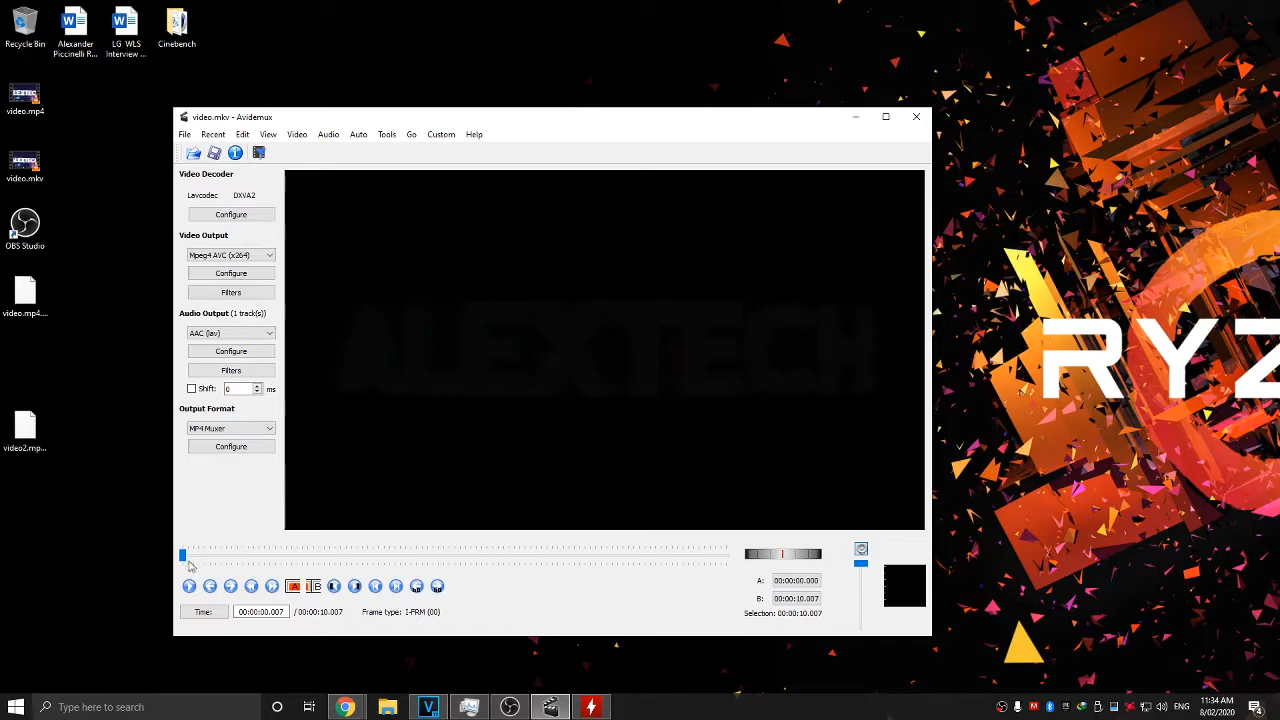 Recycle Bin
Alexander
Piccinelli R...
LG WLS
Interview ...
Cinebench
video.mp4
video.mkv
OBS Studio
video.mp4....
video2.mp...
LEXTEC
LEXTEC
video.mkv - Avidemux
File Recent Edit View Video Audio Auto Tools Go Custom Help
Video Decoder
Lavcodec DXVA2
Configure
Video Output
Mpeg4 AVC (x264)
Configure
Filters
Audio Output (1 track(s))
AAC (lav)
Configure
Filters
Shift: 0 ms
Output Format
MP4 Muxer
Configure
ALEXTECH
A B
A: 00:00:00.000
B: 00:00:10.007
Selection: 00:00:10.007
Time: 00:00:00.007 / 00:00:10.007 Frame type: I-FRM (00)
RYZ
Type here to search
ENG
11:34 AM
8/02/2020